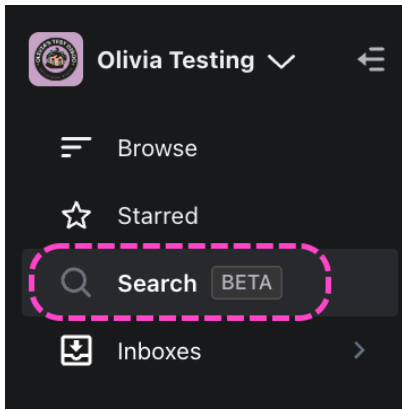 Olivia Testing
Browse
Starred
Search BETA
Inboxes